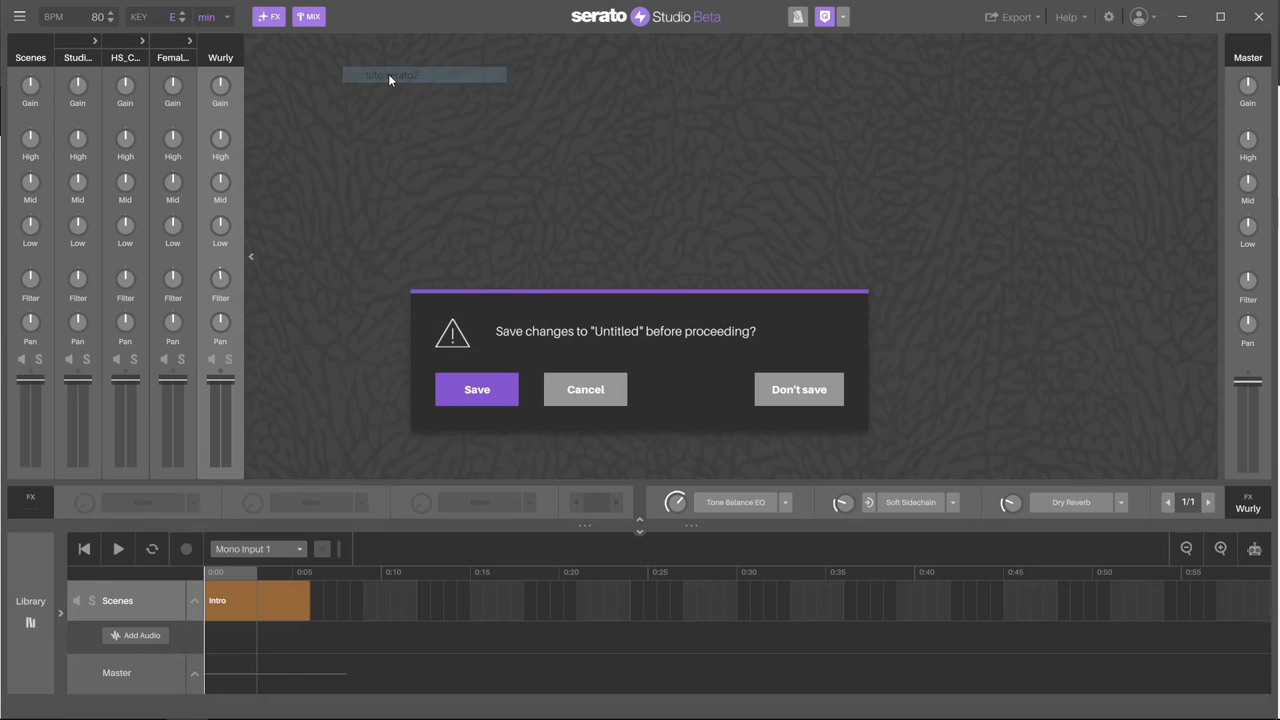 BPM 80 KEY E min FX MIX serato Studio Beta Export Help
Scenes Studi... HS_C... Femal... Wurly Master
tuto serato2
Gain Gain Gain Gain Gain Gain
High High High High High High
Mid Mid Mid Mid Mid Mid
Low Low Low Low Low Low
Filter Filter Filter Filter Filter Filter
Pan Pan Pan Pan Pan Pan
S S S S S
Save changes to "Untitled" before proceeding?
Save Cancel Don't save
FX None None None Tone Balance EQ Soft Sidechain Dry Reverb 1/1 FX
Wurly
Mono Input 1
0:00 0:05 0:10 0:15 0:20 0:25 0:30 0:35 0:40 0:45 0:50 0:55
Library S Scenes Intro
Add Audio
Master